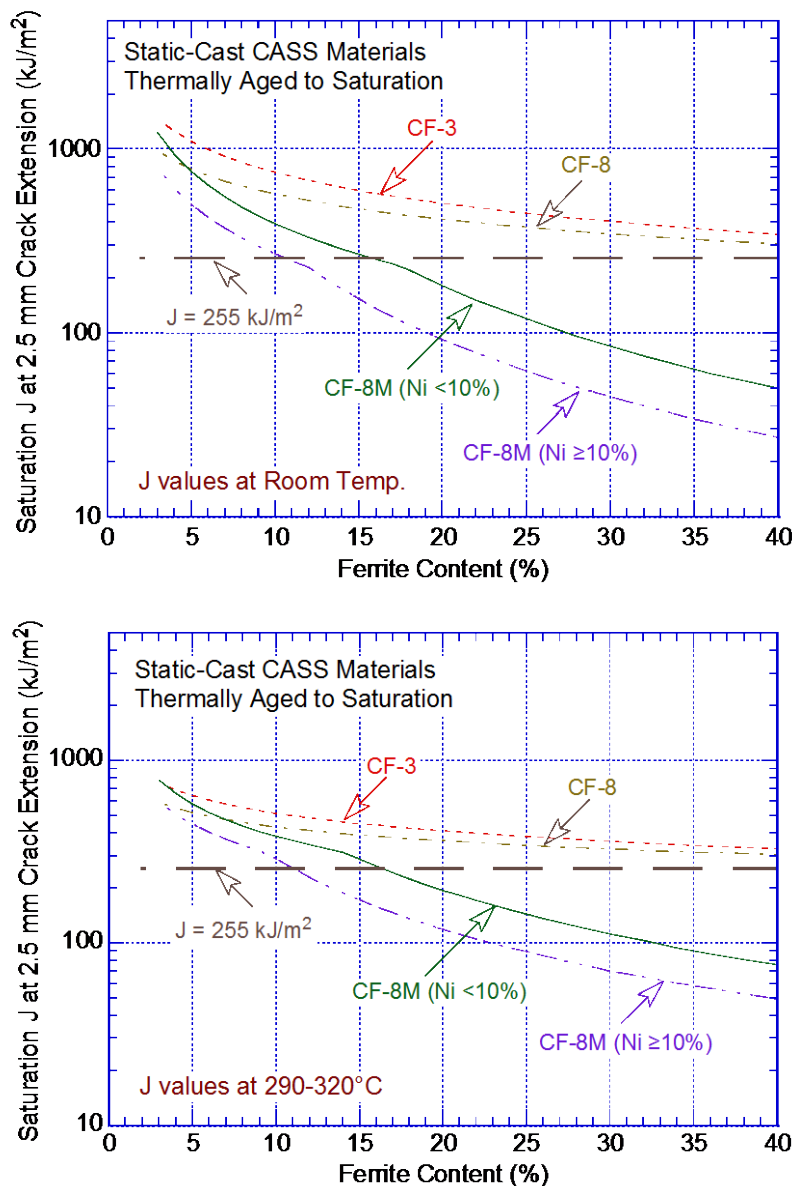 Static-Cast CASS Materials
Thermally Aged to Saturation
CF-3
CF-8
J = 255 kJ/m²
CF-8M (Ni <10%)
CF-8M (Ni ≥10%)
J values at Room Temp.
Saturation J at 2.5 mm Crack Extension (kJ/m²)
1000
100
10
0 5 10 15 20 25 30 35 40
Ferrite Content (%)
Static-Cast CASS Materials
Thermally Aged to Saturation
CF-3
CF-8
J = 255 kJ/m²
CF-8M (Ni <10%)
CF-8M (Ni ≥10%)
J values at 290-320°C
Saturation J at 2.5 mm Crack Extension (kJ/m²)
1000
100
10
0 5 10 15 20 25 30 35 40
Ferrite Content (%)